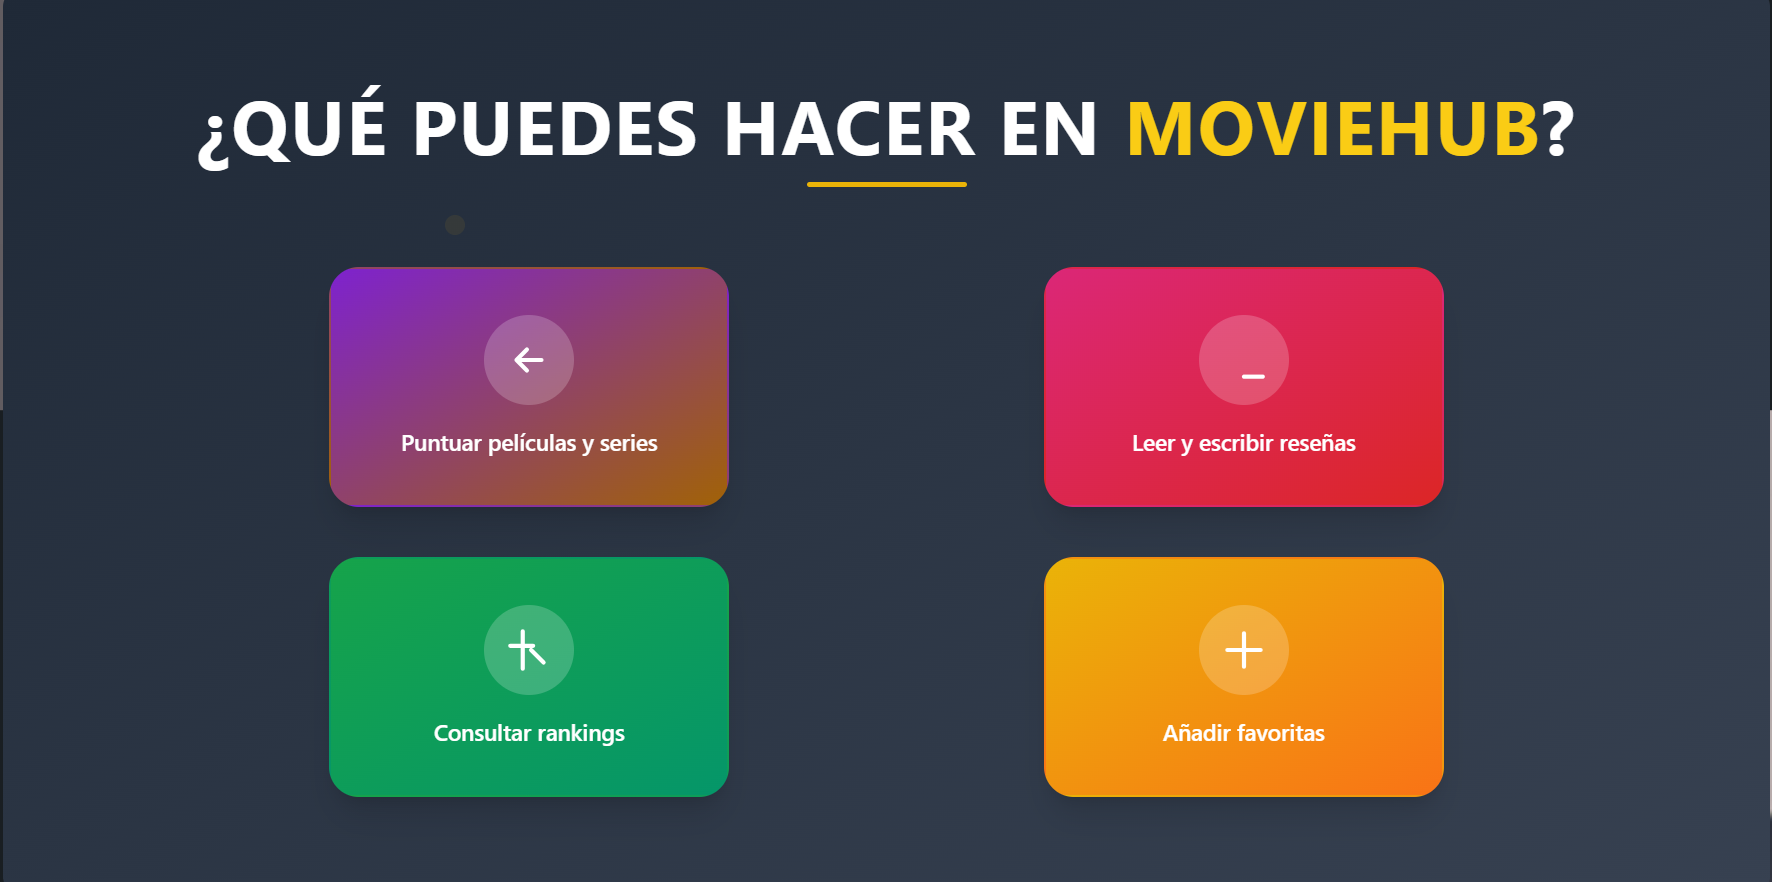 ¿QUÉ PUEDES HACER EN MOVIEHUB?
Puntuar películas y series
Leer y escribir reseñas
Consultar rankings
Añadir favoritas